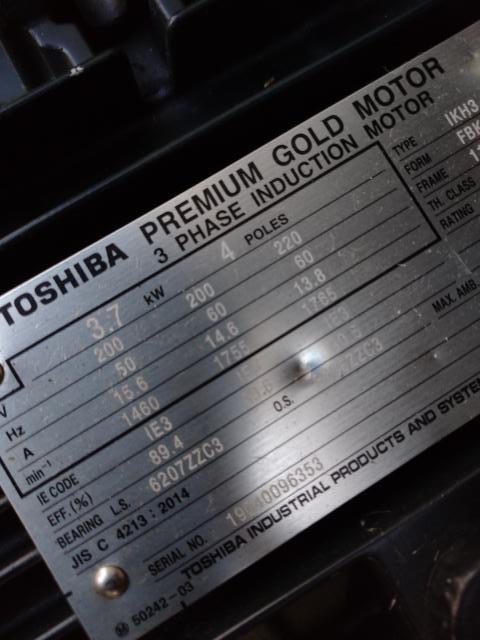 TOSHIBA PREMIUM GOLD MOTOR
3 PHASE INDUCTION MOTOR
3.7 kW 4 POLES
V 200 200 220
Hz 50 60 60
A 15.6 14.6 13.8
min⁻¹ 1460 1755 1765
IE CODE IE3 IE3
EFF.(%) 89.4
BEARING L.S. 6207ZZC3 O.S.
JIS C 4213 : 2014
SERIAL NO.
TOSHIBA INDUSTRIAL PRODUCTS AND
Ⓜ 50242-03
TYPE IKH3
FORM
FRAME
TH. CLASS
RATING
MAX. AMB.